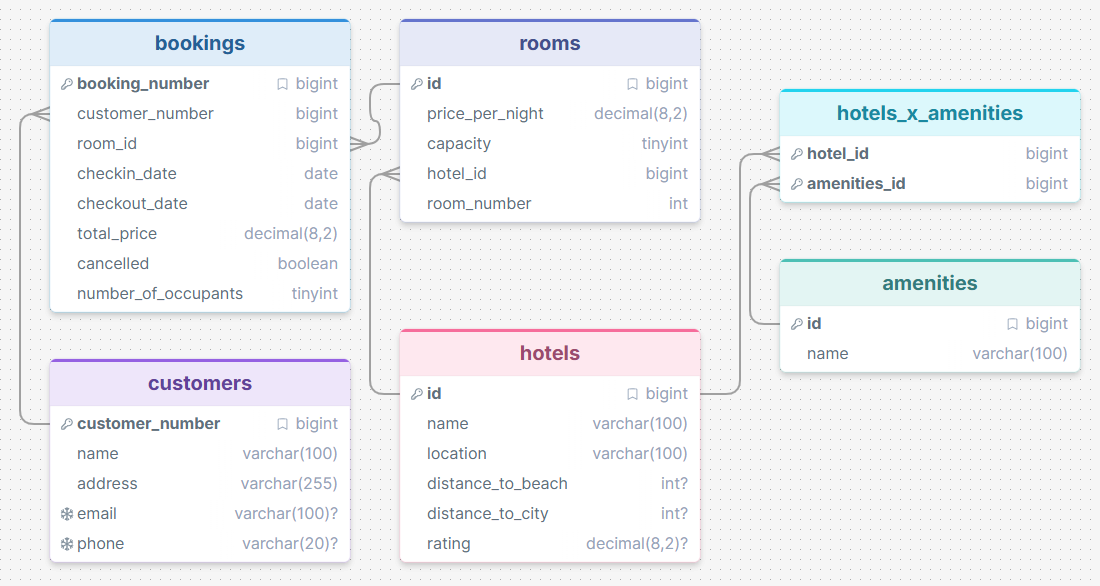 bookings
booking_number bigint
customer_number bigint
room_id bigint
checkin_date date
checkout_date date
total_price decimal(8,2)
cancelled boolean
number_of_occupants tinyint
customers
customer_number bigint
name varchar(100)
address varchar(255)
email varchar(100)?
phone varchar(20)?
rooms
id bigint
price_per_night decimal(8,2)
capacity tinyint
hotel_id bigint
room_number int
hotels
id bigint
name varchar(100)
location varchar(100)
distance_to_beach int?
distance_to_city int?
rating decimal(8,2)?
hotels_x_amenities
hotel_id bigint
amenities_id bigint
amenities
id bigint
name varchar(100)